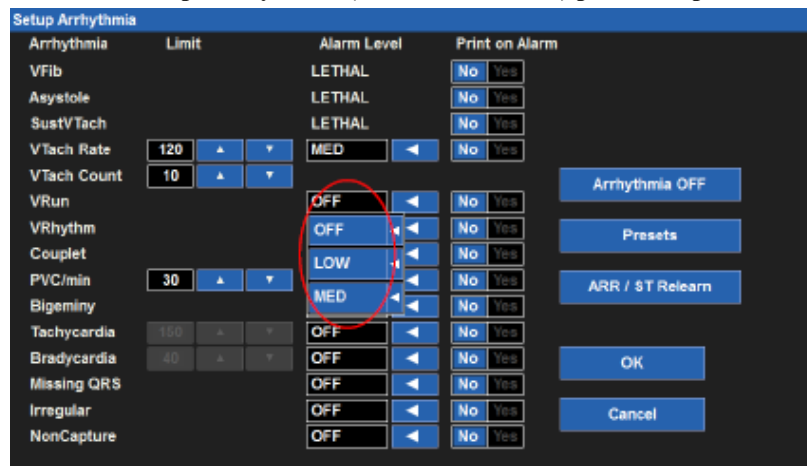 Setup Arrhythmia
Arrhythmia Limit Alarm Level Print on Alarm
VFib LETHAL No Yes
Asystole LETHAL No Yes
SustVTach LETHAL No Yes
VTach Rate 120 MED No Yes
VTach Count 10
Arrhythmia OFF
VRun OFF No Yes
VRhythm OFF No Yes
Presets
Couplet LOW No Yes
PVC/min 30 No Yes
ARR / ST Relearn
Bigeminy MED No Yes
Tachycardia 150 OFF No Yes
Bradycardia 40 OFF No Yes
OK
Missing QRS OFF No Yes
Irregular OFF No Yes
Cancel
NonCapture OFF No Yes